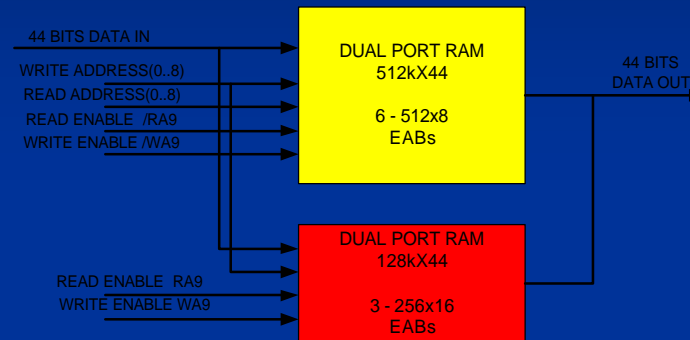 44 BITS DATA IN
WRITE ADDRESS(0..8)
READ ADDRESS(0..8)
READ ENABLE /RA9
WRITE ENABLE /WA9
DUAL PORT RAM
512kX44
6 - 512x8
EABs
44 BITS
DATA OUT
READ ENABLE RA9
WRITE ENABLE WA9
DUAL PORT RAM
128kX44
3 - 256x16
EABs